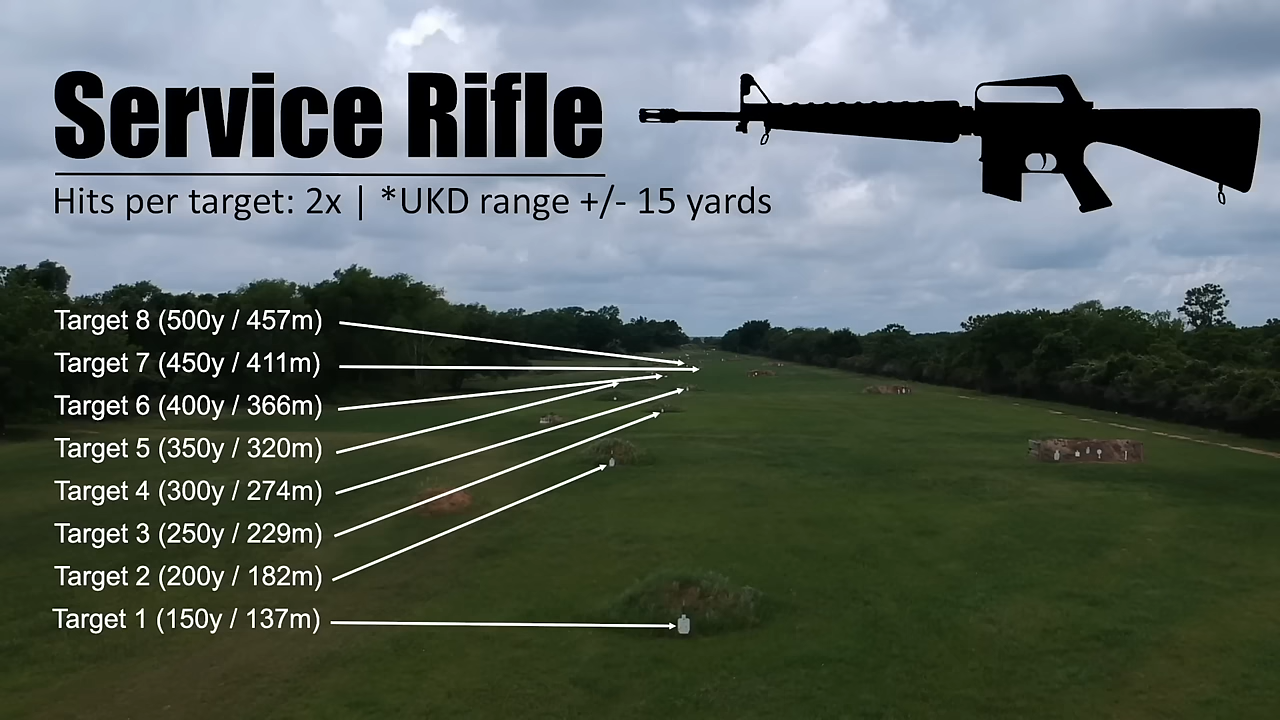 Service Rifle
Hits per target: 2x | *UKD range +/- 15 yards
Target 8 (500y / 457m)
Target 7 (450y / 411m)
Target 6 (400y / 366m)
Target 5 (350y / 320m)
Target 4 (300y / 274m)
Target 3 (250y / 229m)
Target 2 (200y / 182m)
Target 1 (150y / 137m)